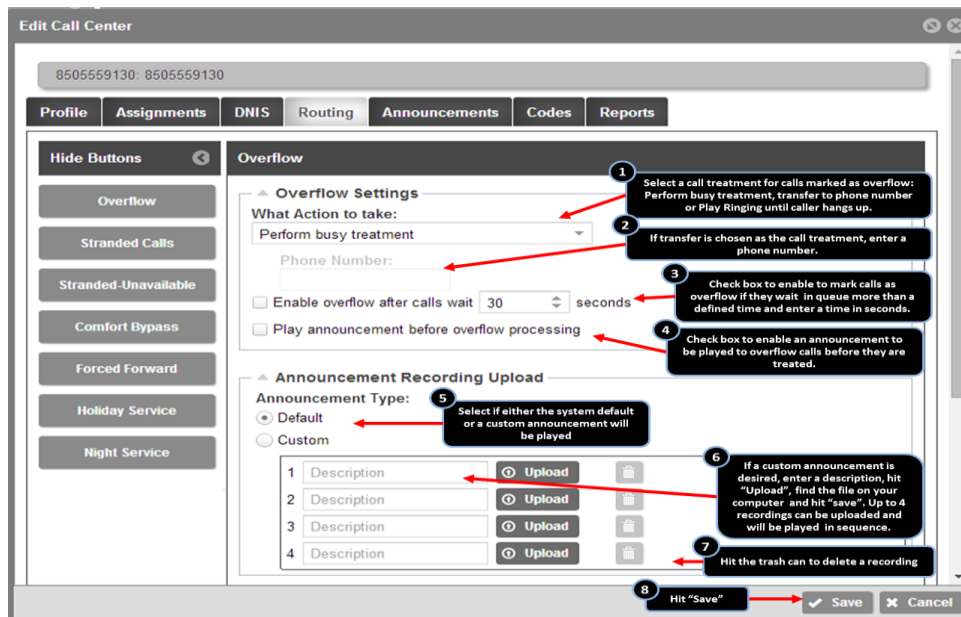 Edit Call Center
8505559130: 8505559130
Profile Assignments DNIS Routing Announcements Codes Reports
Hide Buttons
Overflow
Stranded Calls
Stranded-Unavailable
Comfort Bypass
Forced Forward
Holiday Service
Night Service
Overflow
Overflow Settings
What Action to take:
Perform busy treatment
Phone Number:
Enable overflow after calls wait 30 seconds
Play announcement before overflow processing
1
Select a call treatment for calls marked as overflow:
Perform busy treatment, transfer to phone number
or Play Ringing until caller hangs up.
2
If transfer is chosen as the call treatment, enter a
phone number.
3
Check box to enable to mark calls as
overflow if they wait in queue more than a
defined time and enter a time in seconds.
4
Check box to enable an announcement to
be played to overflow calls before they are
treated.
Announcement Recording Upload
Announcement Type:
Default
Custom
5
Select if either the system default
or a custom announcement will
be played
1 Description Upload
2 Description Upload
3 Description Upload
4 Description Upload
6
If a custom announcement is
desired, enter a description, hit
“Upload”, find the file on your
computer and hit “save”. Up to 4
recordings can be uploaded and
will be played in sequence.
7
Hit the trash can to delete a recording
8
Hit “Save”
Save Cancel